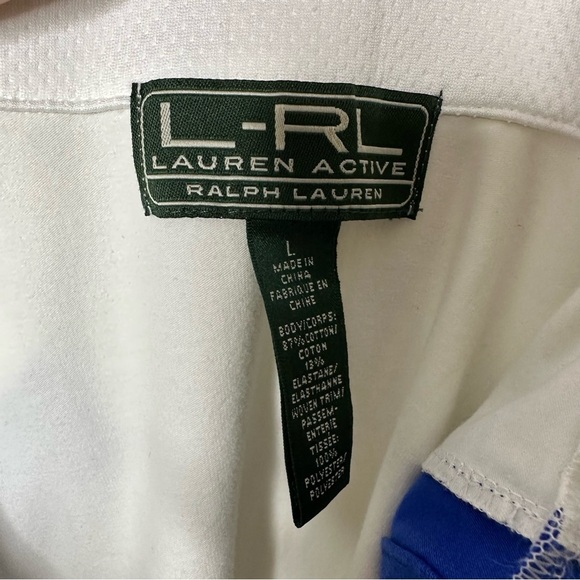 L-RL
LAUREN ACTIVE
RALPH LAUREN
L
MADE IN
CHINA
FABRIQUE EN
CHINE
BODY/CORPS:
87% COTTON/
COTON
13%
ELASTANE/
ELASTHANNE
WOVEN TRIM/
PASSEM-
ENTERIE
TISSÉE:
100%
POLYESTER/
POLYESTER